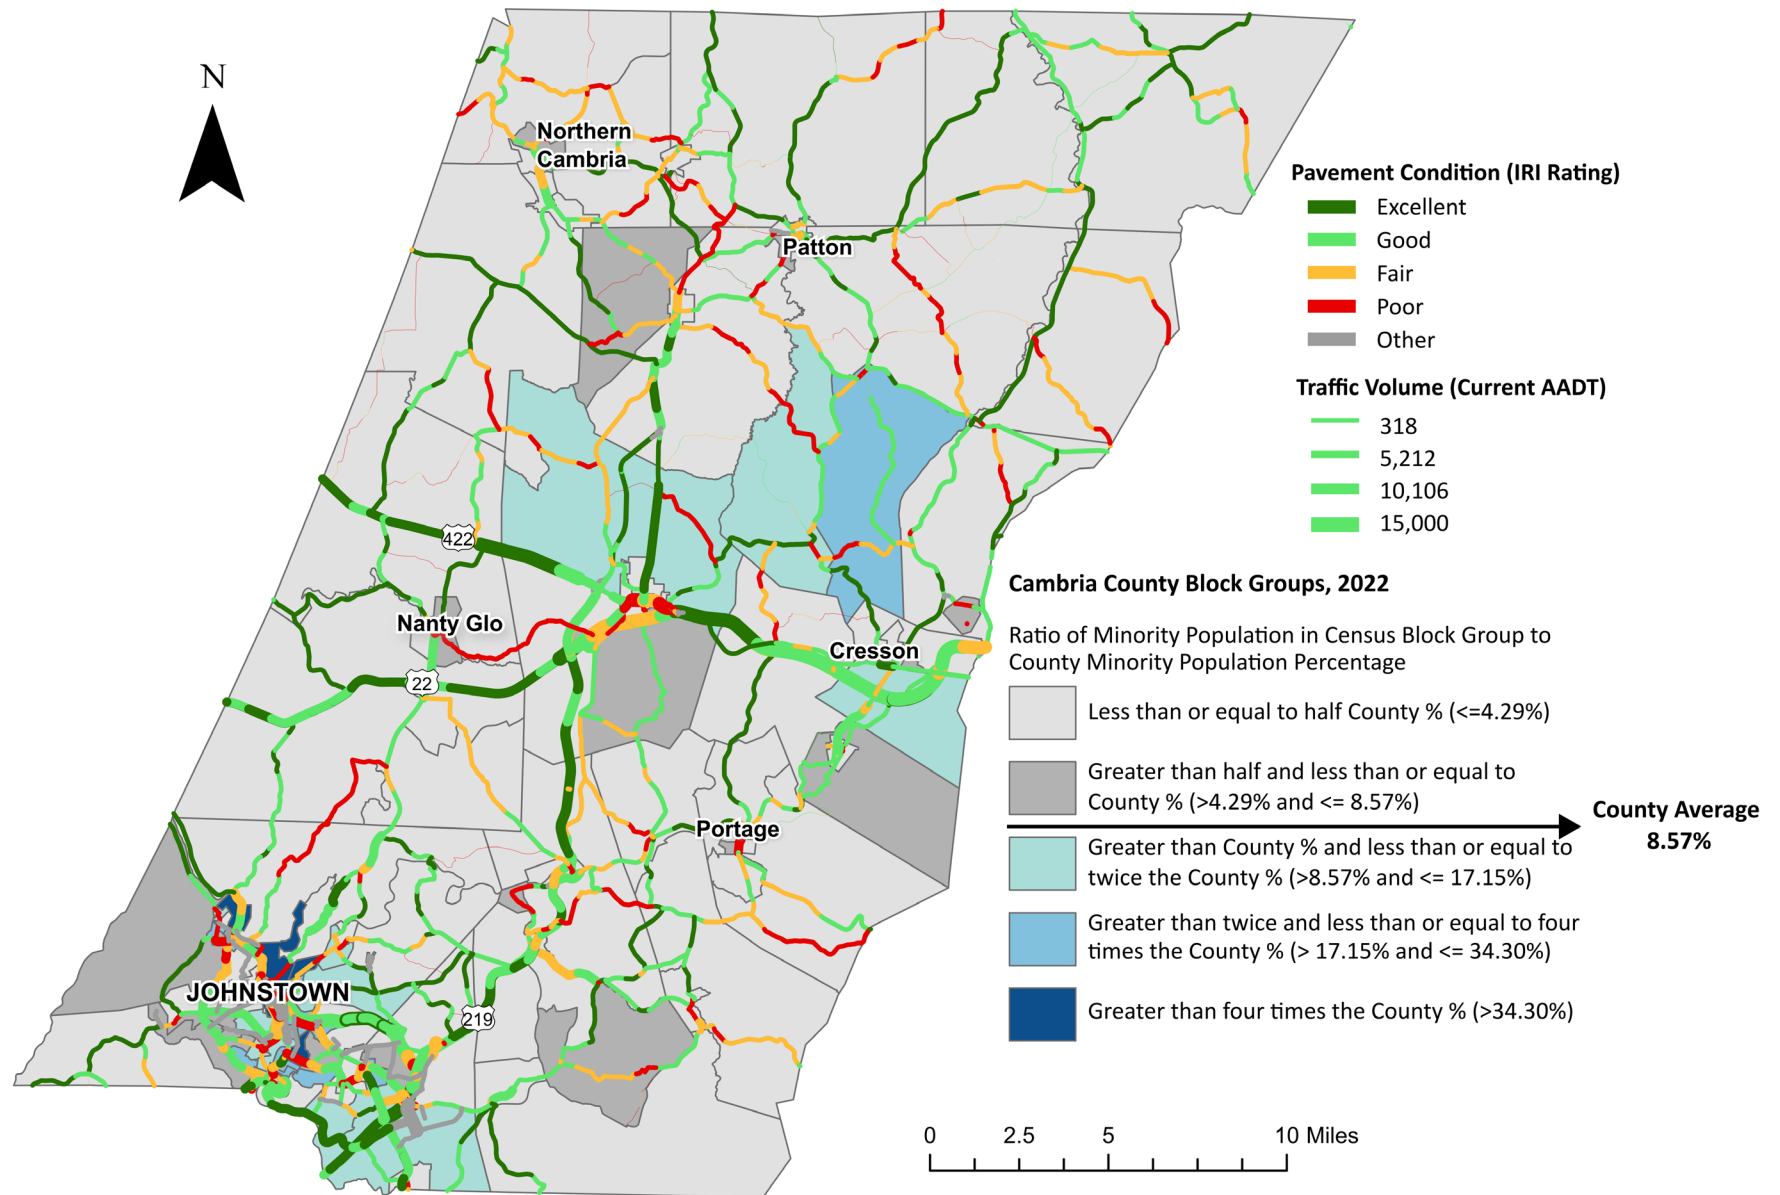 N
Northern
Cambria
Patton
422
Nanty Glo
22
Cresson
Portage
JOHNSTOWN
219
Pavement Condition (IRI Rating)
Excellent
Good
Fair
Poor
Other
Traffic Volume (Current AADT)
318
5,212
10,106
15,000
Cambria County Block Groups, 2022
Ratio of Minority Population in Census Block Group to
County Minority Population Percentage
Less than or equal to half County % (<=4.29%)
Greater than half and less than or equal to
County % (>4.29% and <= 8.57%)
County Average
8.57%
Greater than County % and less than or equal to
twice the County % (>8.57% and <= 17.15%)
Greater than twice and less than or equal to four
times the County % (> 17.15% and <= 34.30%)
Greater than four times the County % (>34.30%)
0 2.5 5 10 Miles